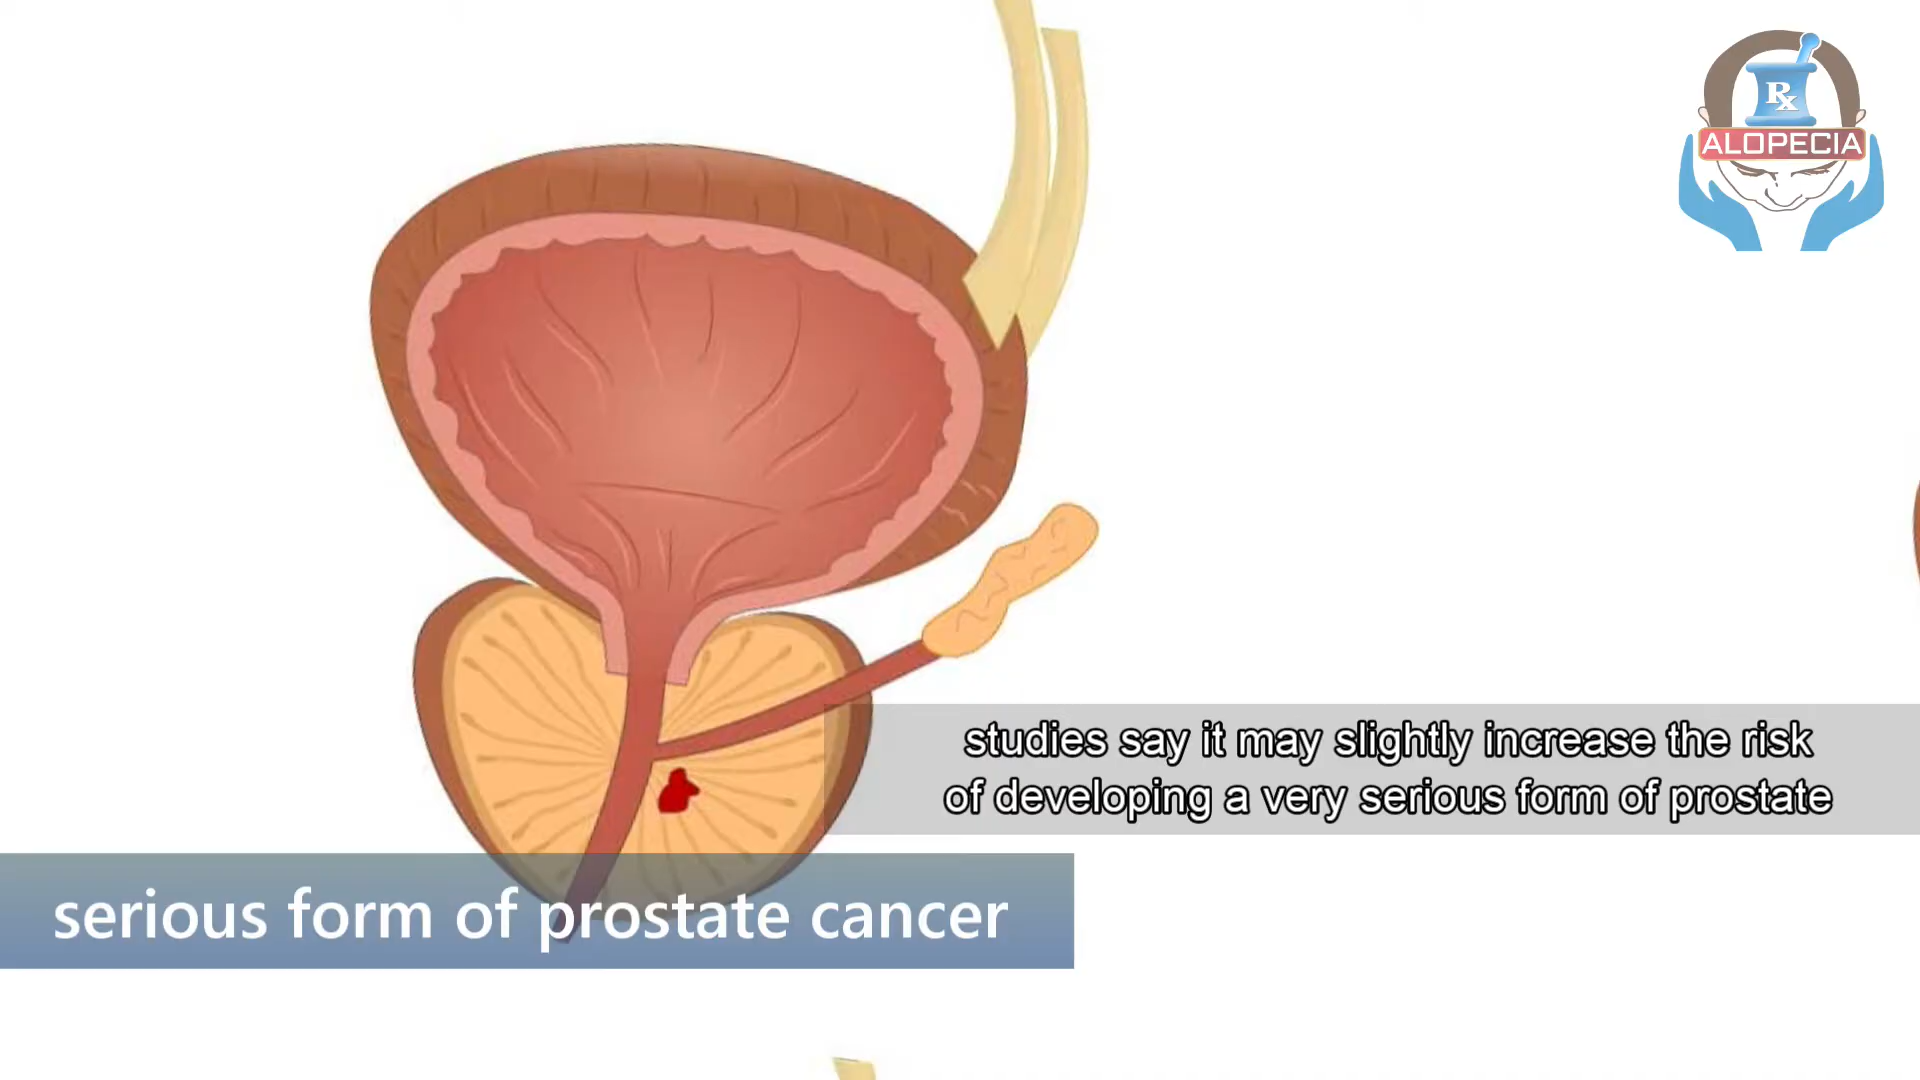 Rx
ALOPECIA
studies say it may slightly increase the risk
of developing a very serious form of prostate
serious form of prostate cancer